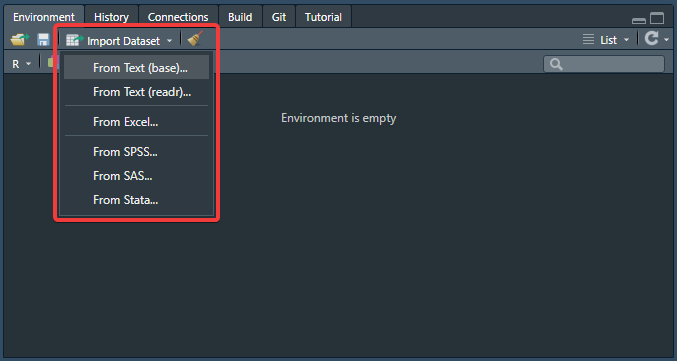 Environment History Connections Build Git Tutorial
Import Dataset List
R
From Text (base)...
From Text (readr)...
From Excel...
From SPSS...
From SAS...
From Stata...
Environment is empty